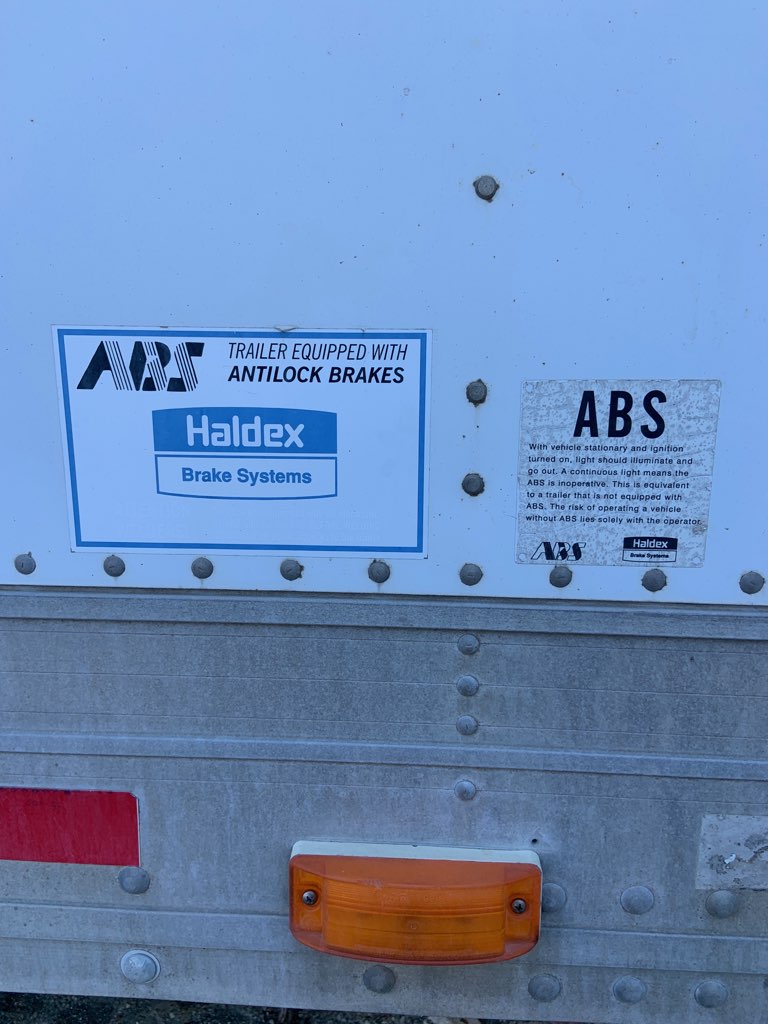 ABS
TRAILER EQUIPPED WITH
ANTILOCK BRAKES
Haldex
Brake Systems
ABS
With vehicle stationary and ignition
turned on, light should illuminate and
go out. A continuous light means the
ABS is inoperative. This is equivalent
to a trailer that is not equipped with
ABS. The risk of operating a vehicle
without ABS lies solely with the operator.
ABS
Haldex
Brake Systems